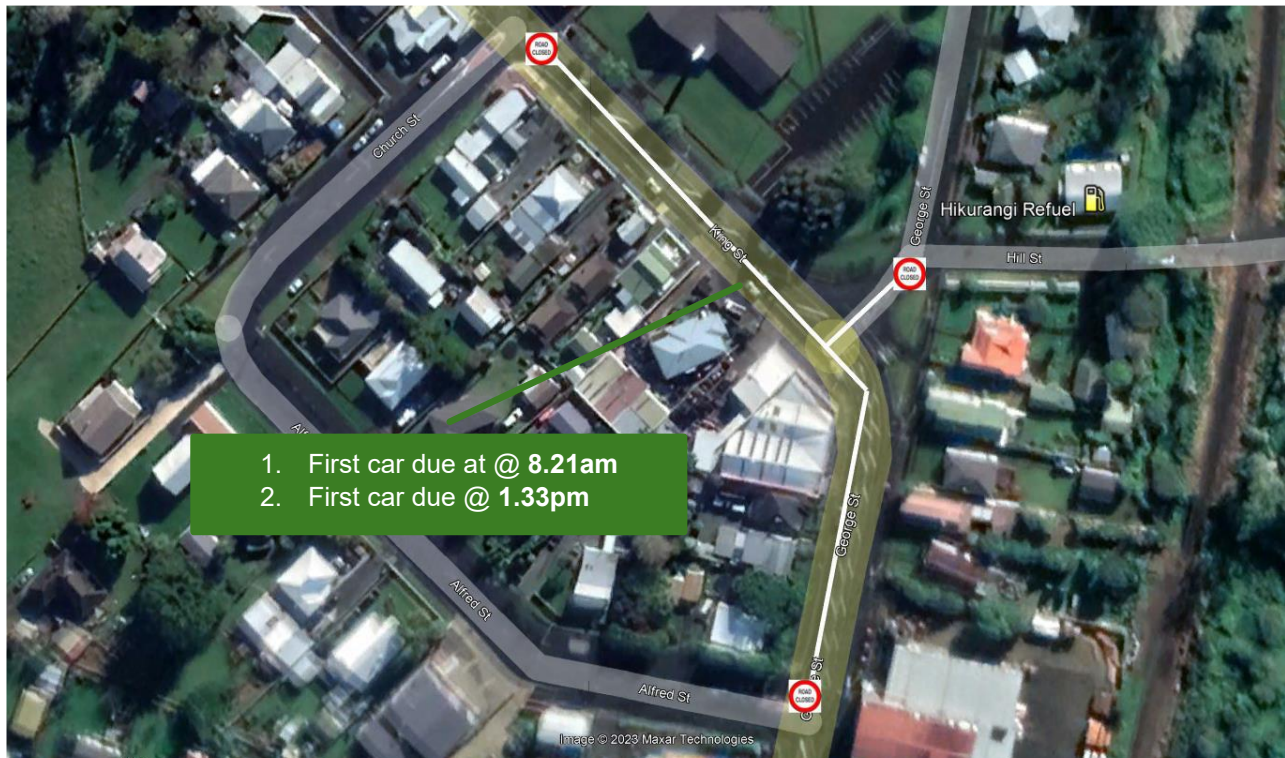 ROAD CLOSED
Church St
George St
Hikurangi Refuel
King St
Hill St
ROAD CLOSED
1. First car due at @ 8.21am
2. First car due @ 1.33pm
George St
Alfred St
Alfred St
ROAD CLOSED
Image © 2023 Maxar Technologies